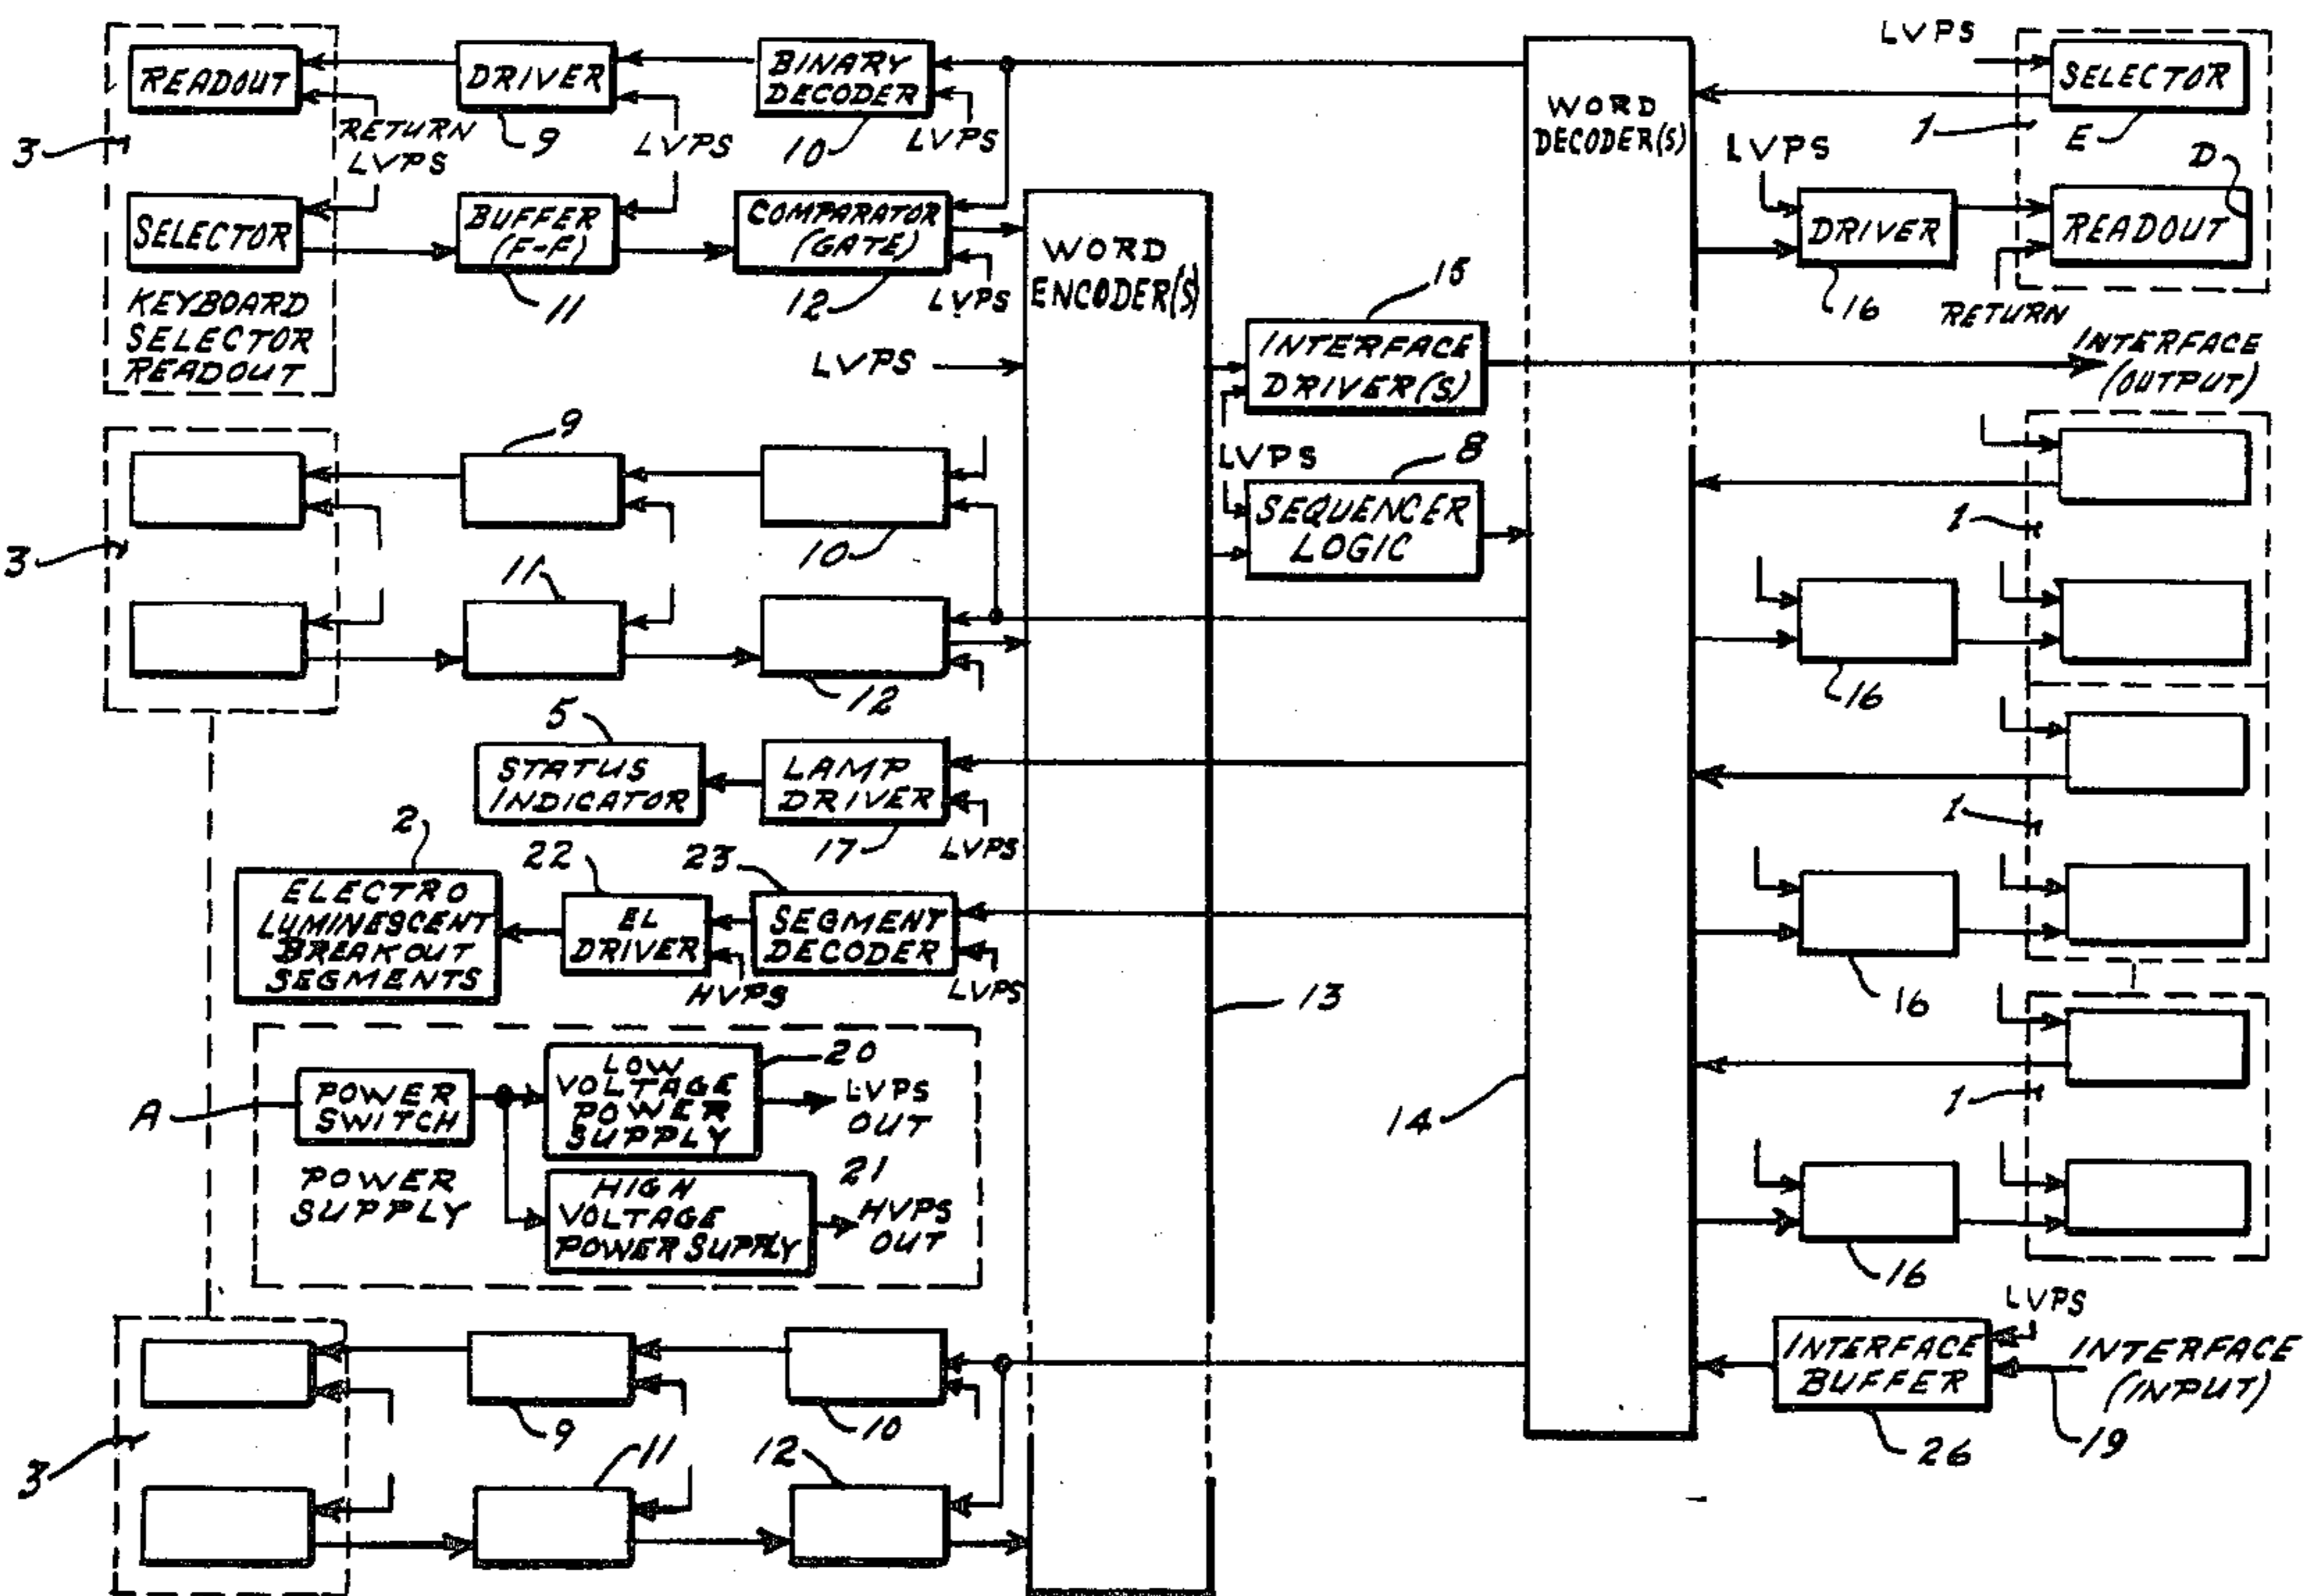 LVPS
READOUT
DRIVER
BINARY
DECODER
SELECTOR
WORD
DECODER(S)
3
RETURN
LVPS
9
LVPS
10
LVPS
1
E
LVPS
D
SELECTOR
BUFFER
(F-F)
COMPARATOR
(GATE)
WORD
ENCODER(S)
DRIVER
READOUT
KEYBOARD
SELECTOR
READOUT
11
12
LVPS
15
16
RETURN
LVPS
INTERFACE
DRIVER(S)
INTERFACE
(OUTPUT)
9
LVPS
8
SEQUENCER
LOGIC
1
3
10
11
12
16
5
STATUS
INDICATOR
LAMP
DRIVER
1
2
22
17
23
LVPS
ELECTRO
LUMINESCENT
BREAKOUT
SEGMENTS
EL
DRIVER
SEGMENT
DECODER
HVPS
LVPS
13
16
A
POWER
SWITCH
LOW
VOLTAGE
POWER
SUPPLY
20
LVPS
OUT
14
1
POWER
SUPPLY
HIGH
VOLTAGE
POWER SUPPLY
21
HVPS
OUT
16
LVPS
INTERFACE
BUFFER
INTERFACE
(INPUT)
9
10
26
19
3
11
12